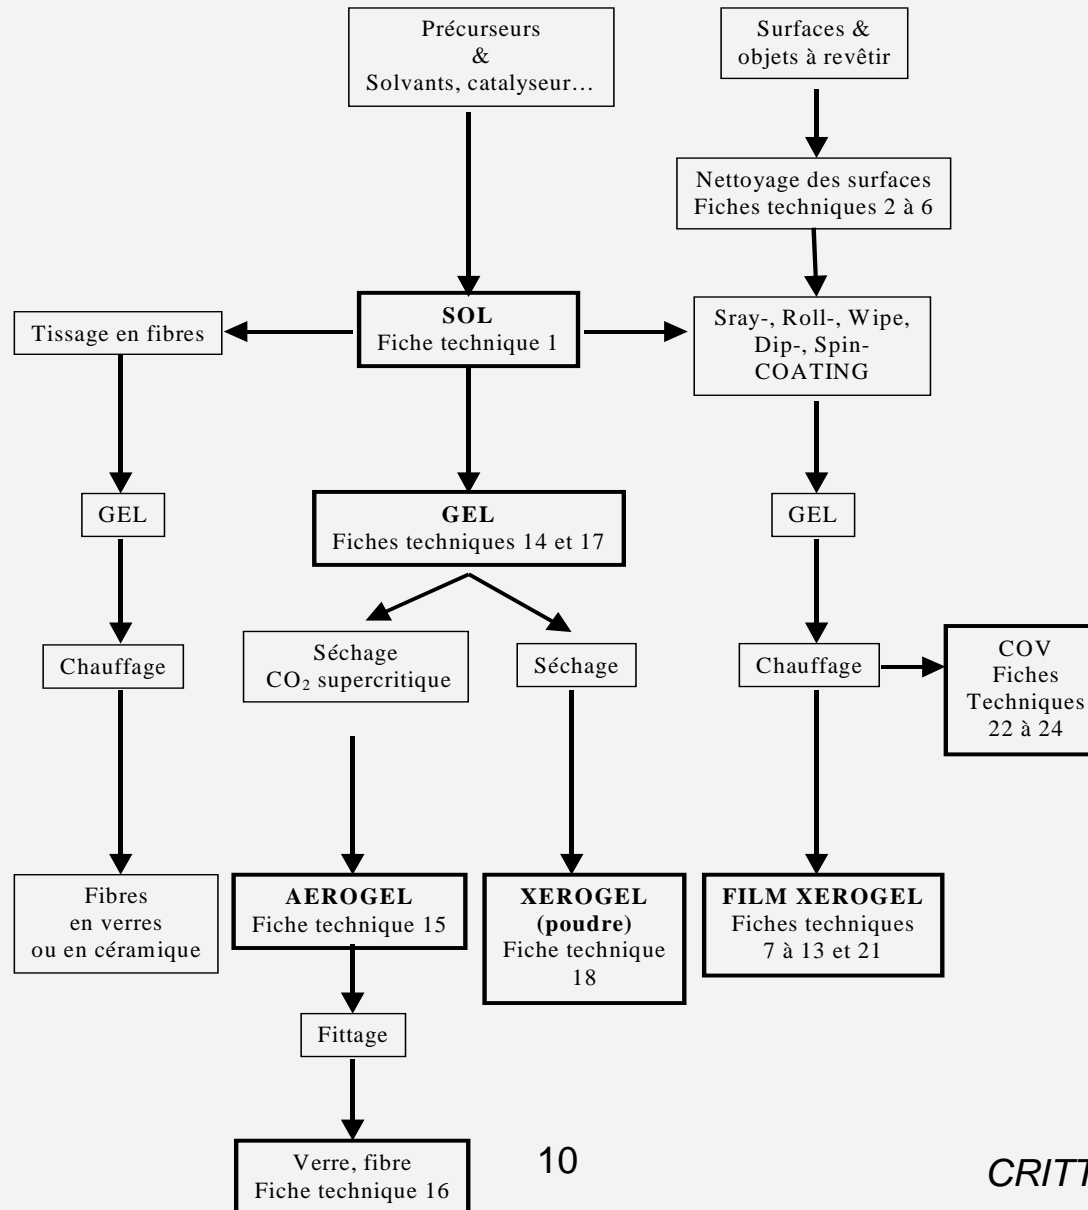 Précurseurs
&
Solvants, catalyseur…
Surfaces &
objets à revêtir
Nettoyage des surfaces
Fiches techniques 2 à 6
Tissage en fibres
SOL
Fiche technique 1
Sray-, Roll-, Wipe,
Dip-, Spin-
COATING
GEL
GEL
Fiches techniques 14 et 17
GEL
Chauffage
Séchage
CO₂ supercritique
Séchage
Chauffage
COV
Fiches
Techniques
22 à 24
Fibres
en verres
ou en céramique
AEROGEL
Fiche technique 15
XEROGEL
(poudre)
Fiche technique
18
FILM XEROGEL
Fiches techniques
7 à 13 et 21
Fittage
Verre, fibre
Fiche technique 16
10
CRITT